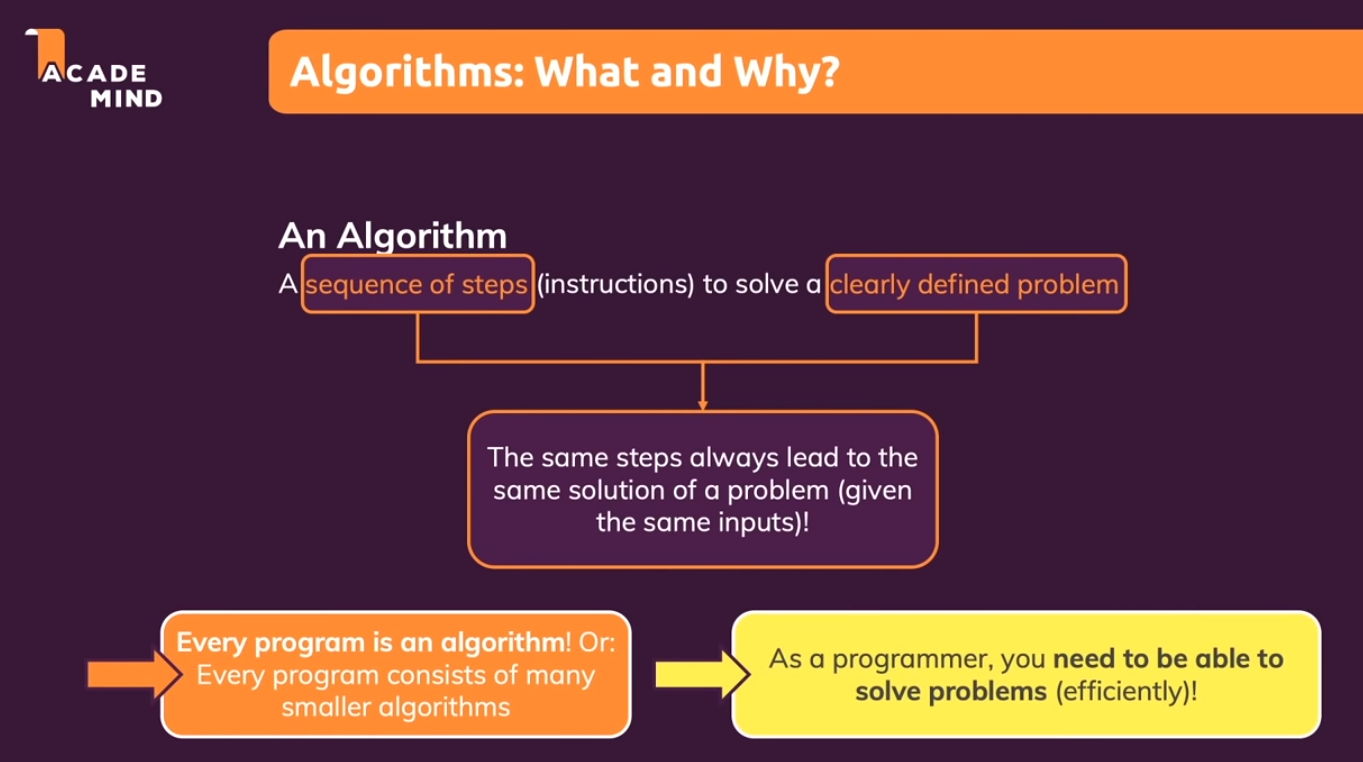 ACADE
MIND
Algorithms: What and Why?
An Algorithm
A sequence of steps (instructions) to solve a clearly defined problem
The same steps always lead to the
same solution of a problem (given
the same inputs)!
Every program is an algorithm! Or:
Every program consists of many
smaller algorithms
As a programmer, you need to be able to
solve problems (efficiently)!